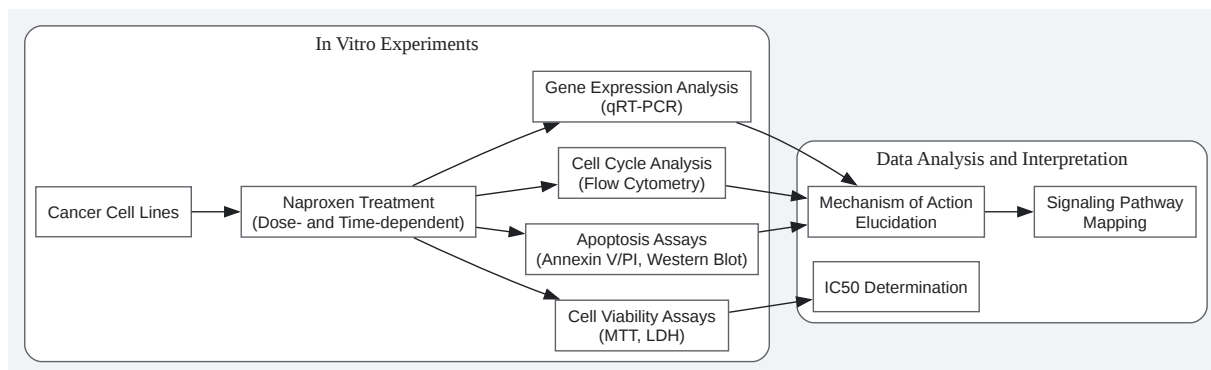 In Vitro Experiments
Cancer Cell Lines
Naproxen Treatment
(Dose- and Time-dependent)
Gene Expression Analysis
(qRT-PCR)
Cell Cycle Analysis
(Flow Cytometry)
Apoptosis Assays
(Annexin V/PI, Western Blot)
Cell Viability Assays
(MTT, LDH)
Data Analysis and Interpretation
Mechanism of Action
Elucidation
Signaling Pathway
Mapping
IC50 Determination